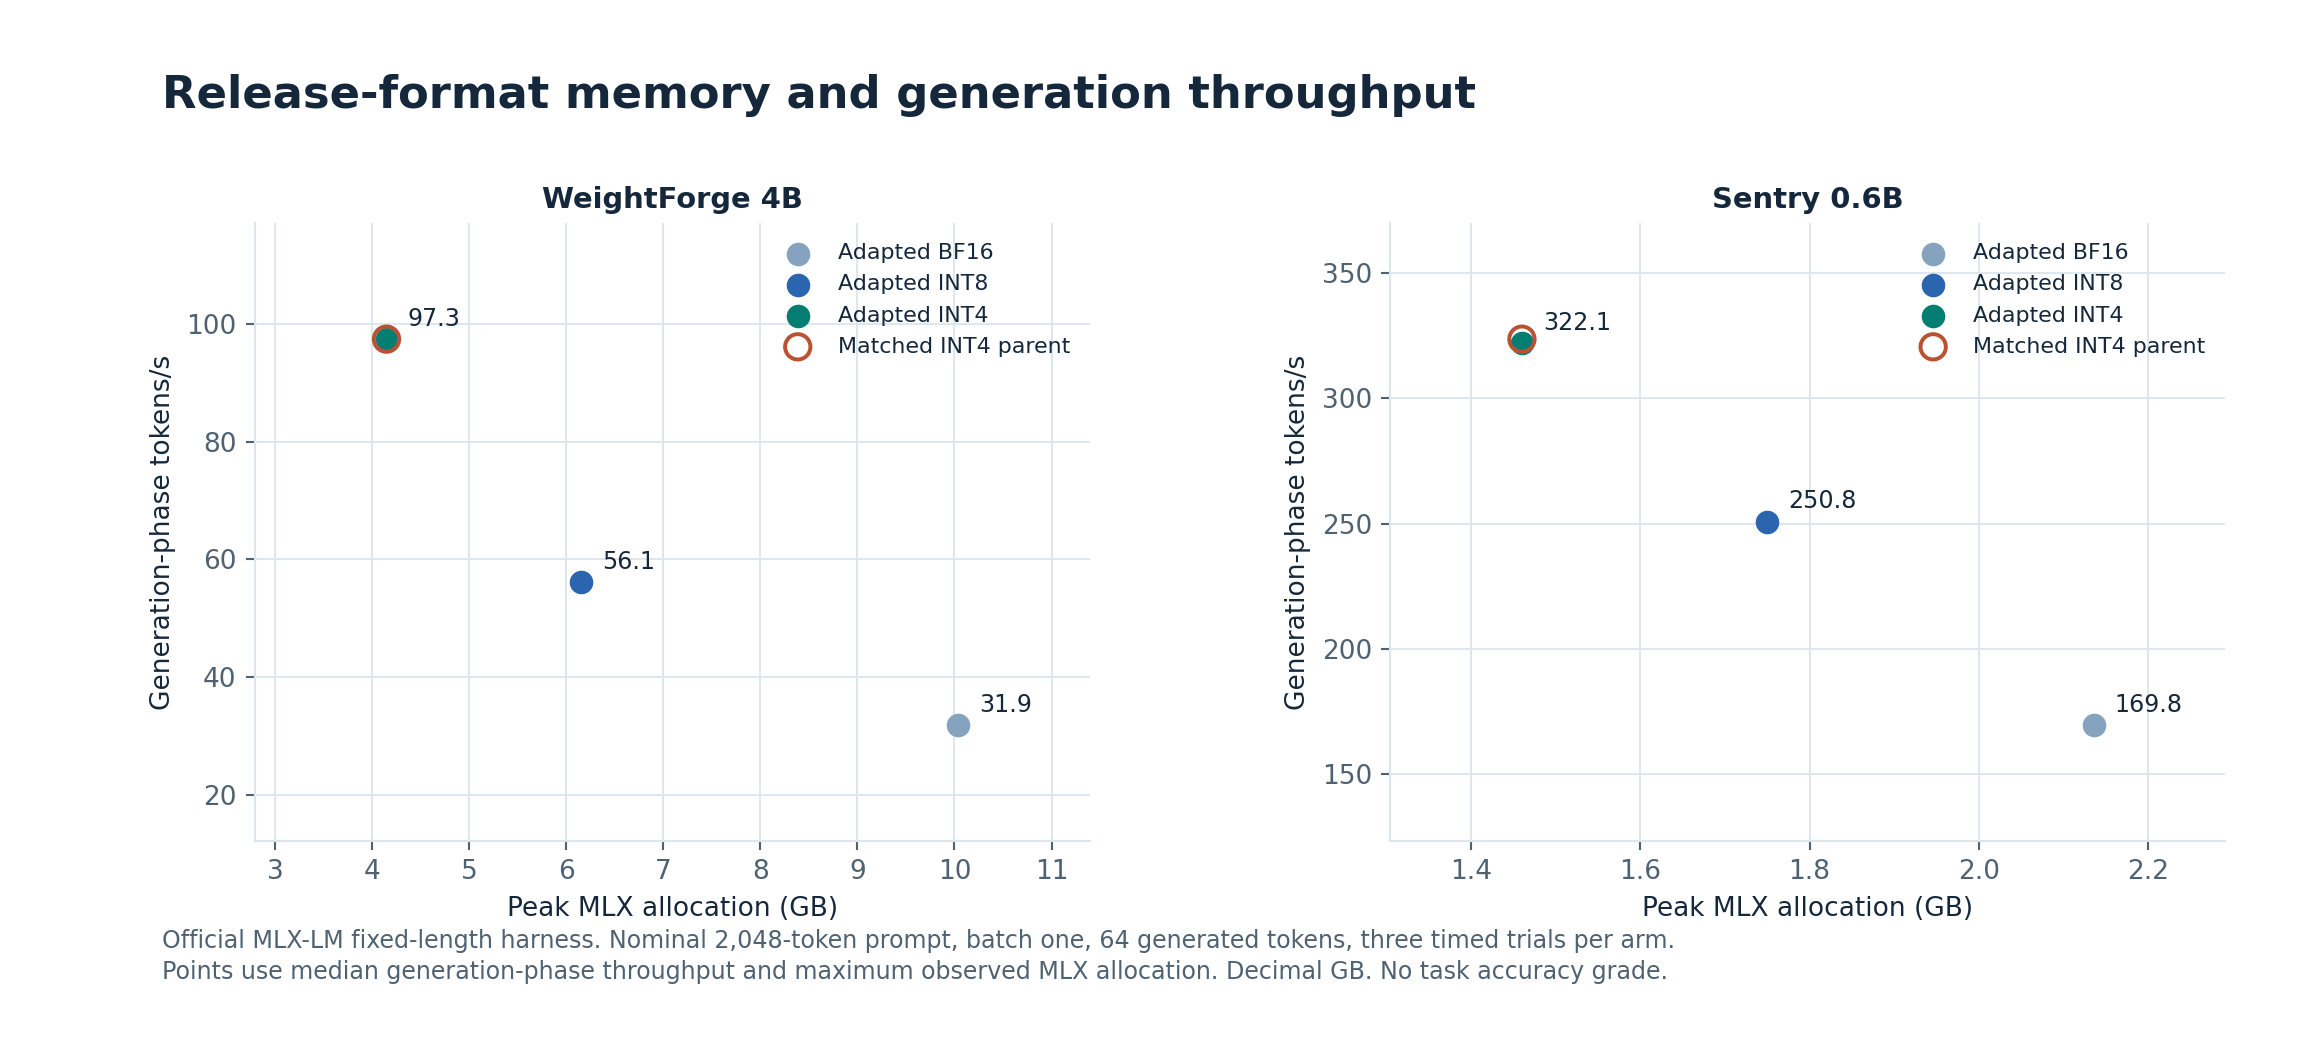 Release-format memory and generation throughput
WeightForge 4B
Adapted BF16
Adapted INT8
Adapted INT4
Matched INT4 parent
97.3
56.1
31.9
100
80
60
40
20
Generation-phase tokens/s
3 4 5 6 7 8 9 10 11
Peak MLX allocation (GB)
Sentry 0.6B
Adapted BF16
Adapted INT8
Adapted INT4
Matched INT4 parent
322.1
250.8
169.8
350
300
250
200
150
Generation-phase tokens/s
1.4 1.6 1.8 2.0 2.2
Peak MLX allocation (GB)
Official MLX-LM fixed-length harness. Nominal 2,048-token prompt, batch one, 64 generated tokens, three timed trials per arm.
Points use median generation-phase throughput and maximum observed MLX allocation. Decimal GB. No task accuracy grade.